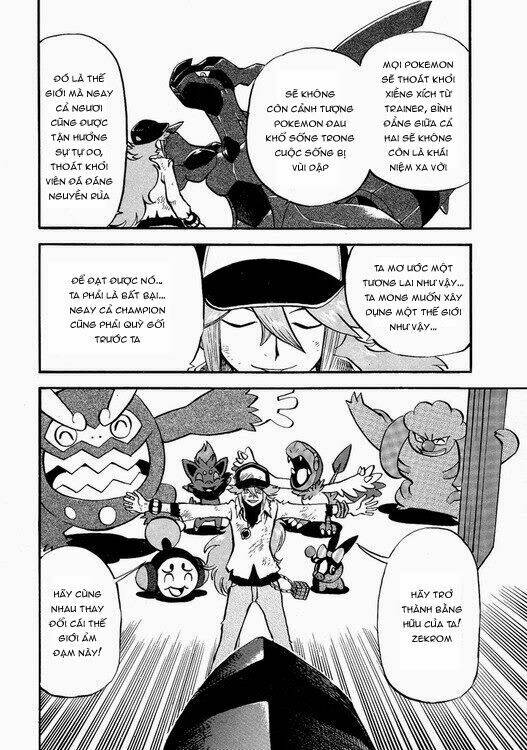 MỌI POKEMON
SẼ THOÁT KHỎI
XIỀNG XÍCH TỪ
TRAINER, BÌNH
ĐẲNG GIỮA CẢ
HAI SẼ KHÔNG
CÒN LÀ KHÁI
NIỆM XA VỜI
SẼ KHÔNG
CÒN CẢNH TƯỢNG
POKEMON ĐAU
KHỔ SỐNG TRONG
CUỘC SỐNG BỊ
VÙI DẬP
ĐÓ LÀ THẾ
GIỚI MÀ NGAY
CẢ NGƯƠI
CŨNG ĐƯỢC
TẬN HƯỞNG
SỰ TỰ DO,
THOÁT KHỎI
VIÊN ĐÁ ĐÁNG
NGUYỀN RỦA
TA MƠ ƯỚC MỘT
TƯƠNG LAI NHƯ VẬY...
TA MONG MUỐN XÂY
DỰNG MỘT THẾ GIỚI
NHƯ VẬY...
ĐỂ ĐẠT ĐƯỢC NÓ...
TA PHẢI LÀ BẤT BẠI...
NGAY CẢ CHAMPION
CŨNG PHẢI QUỲ GỐI
TRƯỚC TA
HÃY TRỞ
THÀNH BẰNG
HỮU CỦA TA!
ZEKROM
HÃY CÙNG
NHAU THAY
ĐỔI CÁI THẾ
GIỚI ẢM
ĐẠM NÀY!